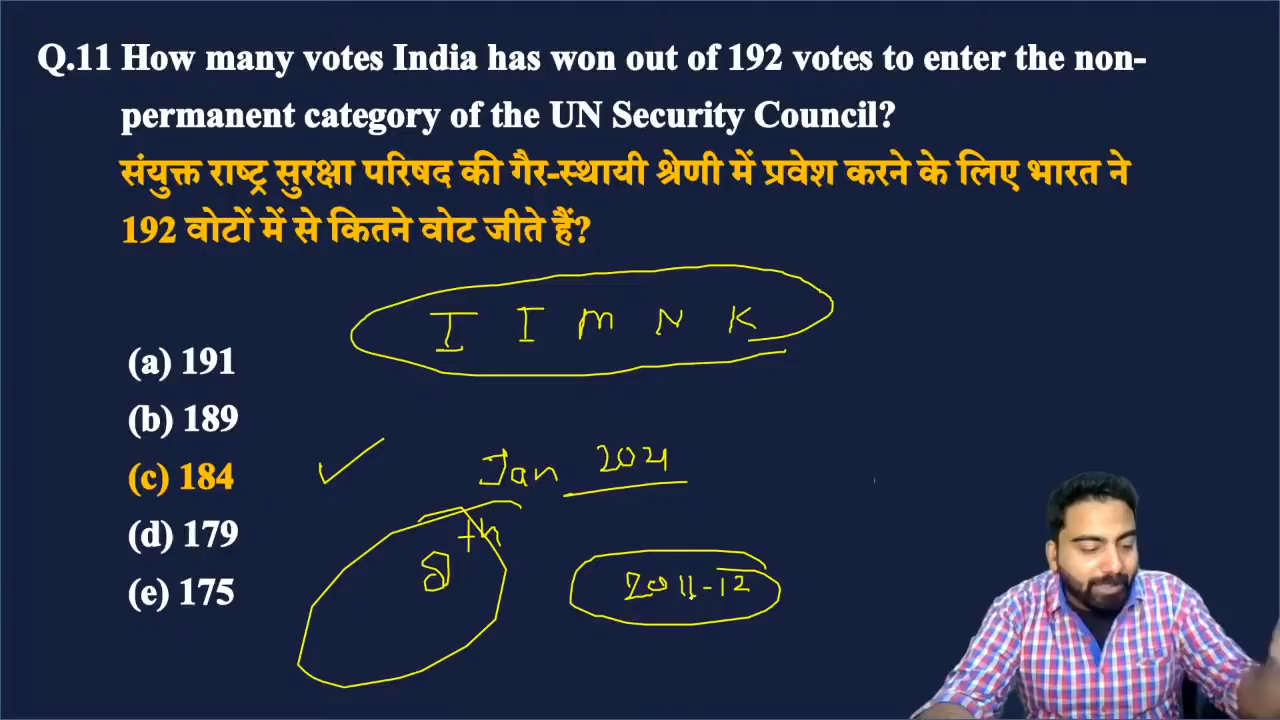 Q.11 How many votes India has won out of 192 votes to enter the non-
permanent category of the UN Security Council?
संयुक्त राष्ट्र सुरक्षा परिषद की गैर-स्थायी श्रेणी में प्रवेश करने के लिए भारत ने
192 वोटों में से कितने वोट जीते हैं?
I I M N K
(a) 191
(b) 189
(c) 184
Jan 2021
(d) 179
8th
(e) 175
2011-12